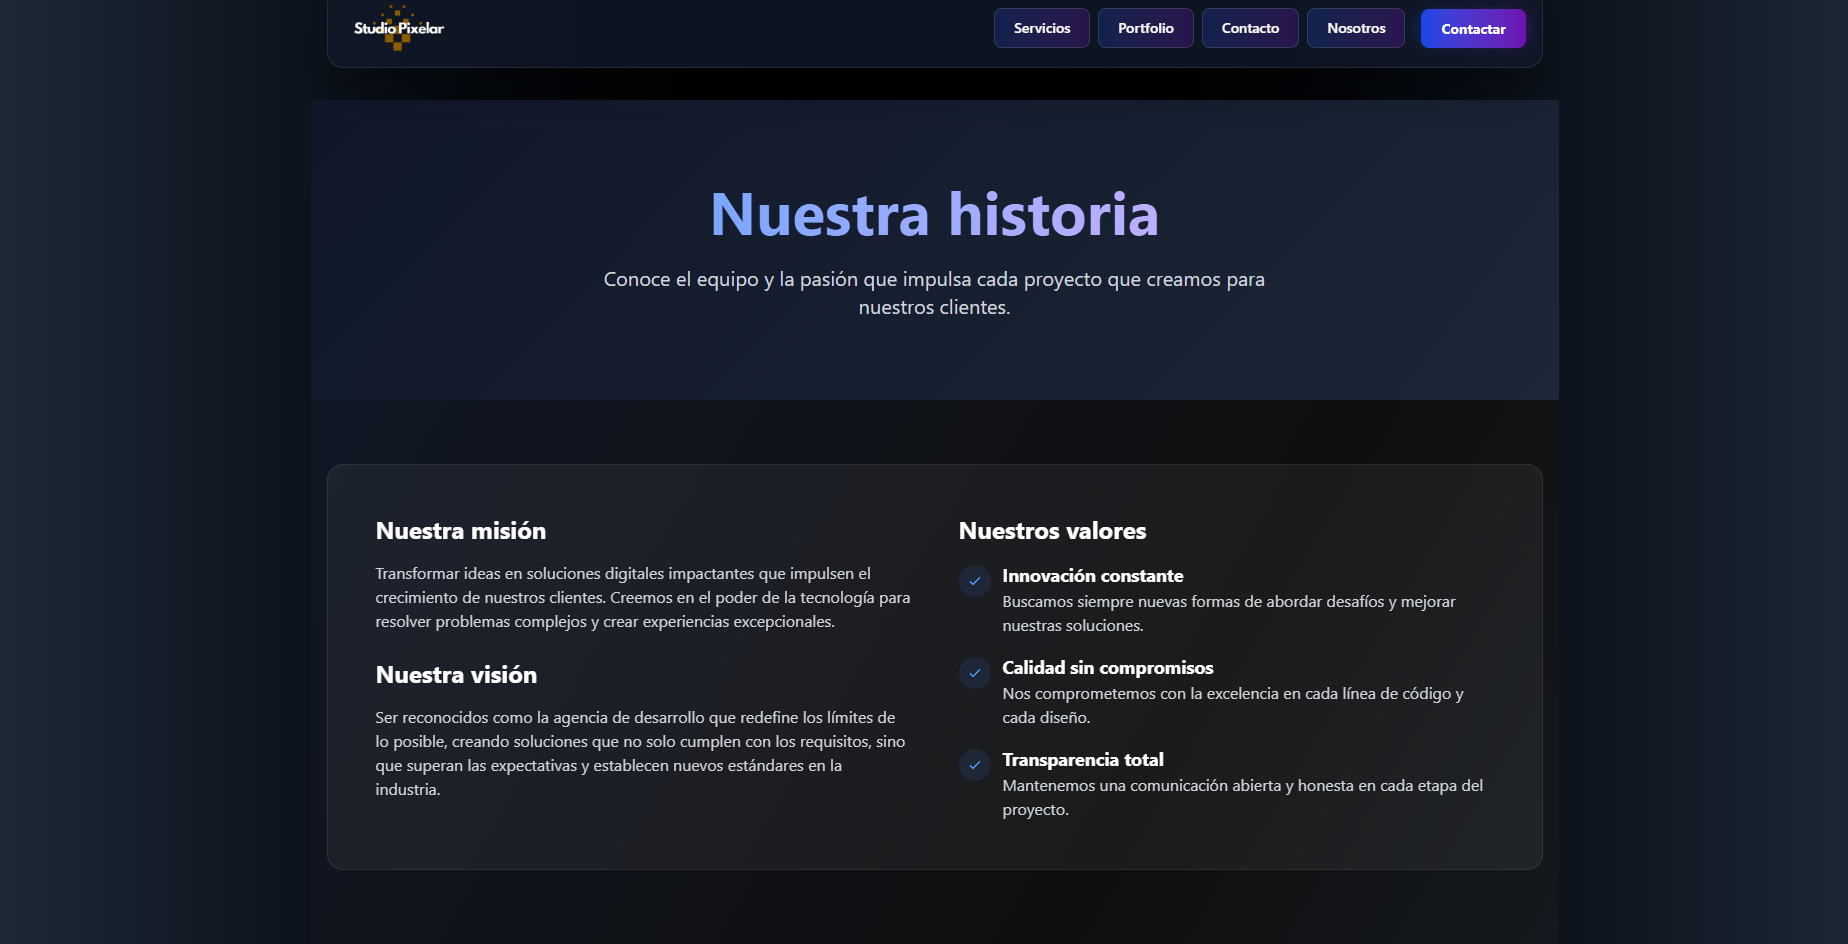 Studio Pixelar
Servicios
Portfolio
Contacto
Nosotros
Contactar
Nuestra historia
Conoce el equipo y la pasión que impulsa cada proyecto que creamos para
nuestros clientes.
Nuestra misión
Transformar ideas en soluciones digitales impactantes que impulsen el
crecimiento de nuestros clientes. Creemos en el poder de la tecnología para
resolver problemas complejos y crear experiencias excepcionales.
Nuestra visión
Ser reconocidos como la agencia de desarrollo que redefine los límites de
lo posible, creando soluciones que no solo cumplen con los requisitos, sino
que superan las expectativas y establecen nuevos estándares en la
industria.
Nuestros valores
Innovación constante
Buscamos siempre nuevas formas de abordar desafíos y mejorar
nuestras soluciones.
Calidad sin compromisos
Nos comprometemos con la excelencia en cada línea de código y
cada diseño.
Transparencia total
Mantenemos una comunicación abierta y honesta en cada etapa del
proyecto.